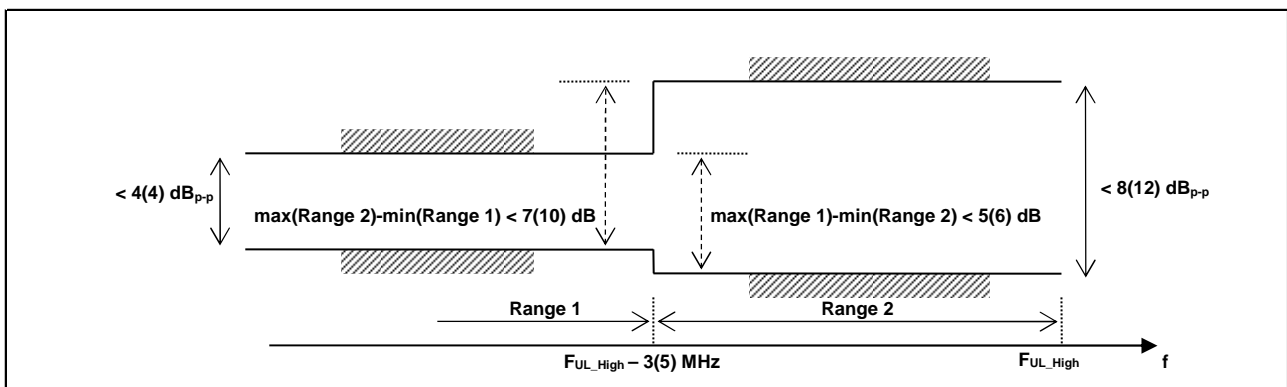 < 4(4) dBp-p
max(Range 2)-min(Range 1) < 7(10) dB
max(Range 1)-min(Range 2) < 5(6) dB
< 8(12) dBp-p
Range 1
Range 2
FUL_High – 3(5) MHz
FUL_High
f